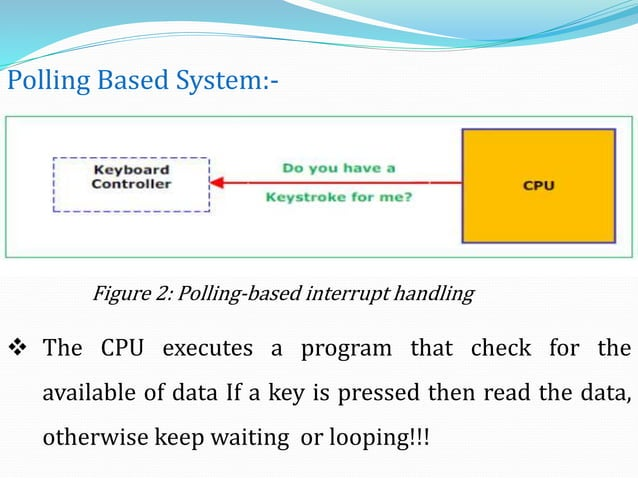 Polling Based System:-
Keyboard
Controller
Do you have a
Keystroke for me?
CPU
Figure 2: Polling-based interrupt handling
❖ The CPU executes a program that check for the
available of data If a key is pressed then read the data,
otherwise keep waiting or looping!!!